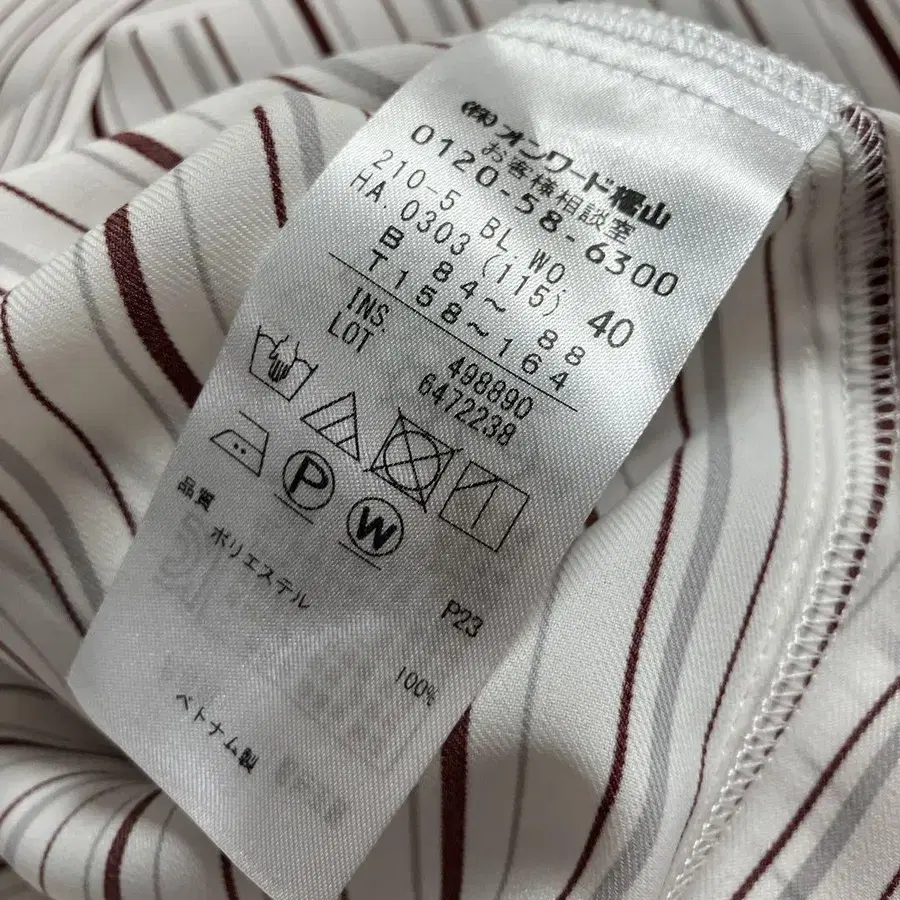 (株)オンワード樫山
お客様相談室
0120-58-6300
210-5 BL.WO.
HA.0303(115) 40
B 84~ 88
T158~164
INS. 498890
LOT 6472238
P W
品質 P23
ポリエステル 100%
ベトナム製